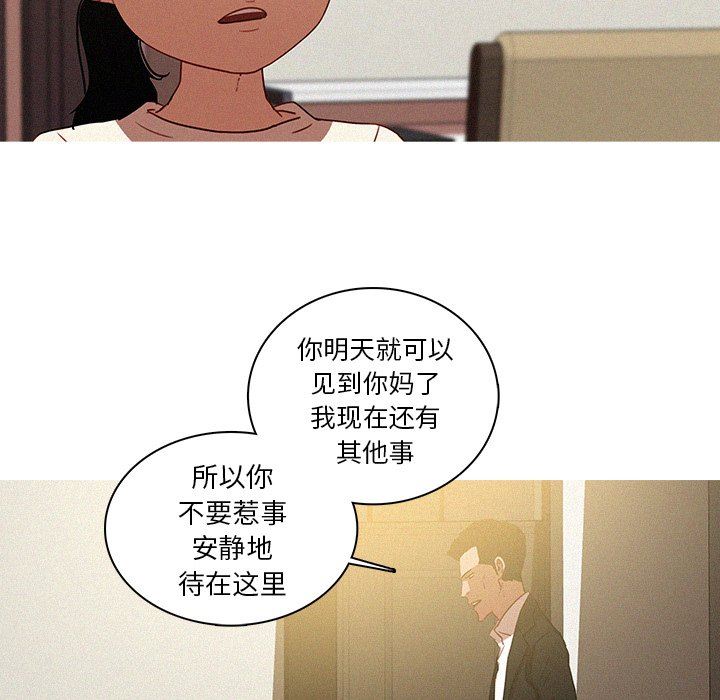 你明天就可以
见到你妈了
我现在还有
其他事
所以你
不要惹事
安静地
待在这里